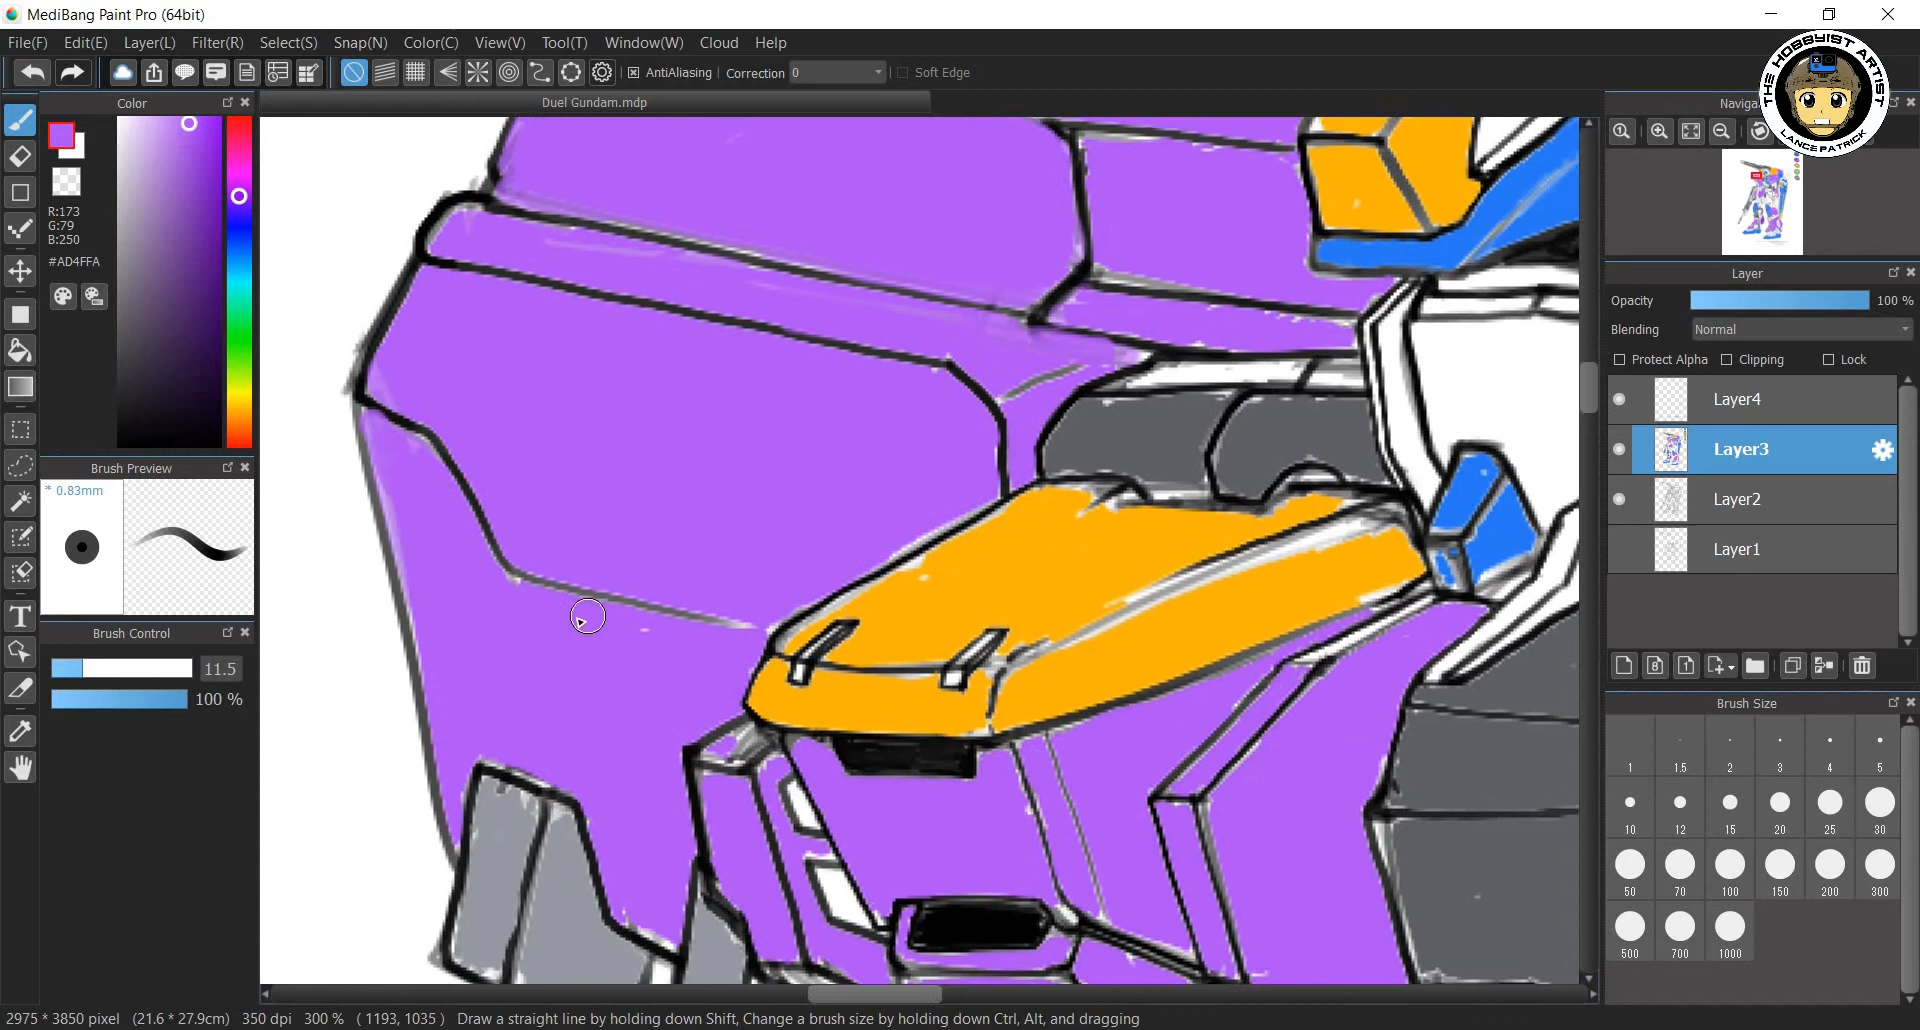 MediBang Paint Pro (64bit)
File(F) Edit(E) Layer(L) Filter(R) Select(S) Snap(N) Color(C) View(V) Tool(T) Window(W) Cloud Help
AntiAliasing Correction 0 Soft Edge
THE HOBBYIST ARTIST
LANCE PATRICK
Color
Duel Gundam.mdp
Naviga
R:173
G:79
B:250
#AD4FFA
Brush Preview
* 0.83mm
Brush Control
11.5
100 %
Layer
Opacity 100 %
Blending Normal
Protect Alpha Clipping Lock
Layer4
Layer3
Layer2
Layer1
Brush Size
1 1.5 2 3 4 5
10 12 15 20 25 30
50 70 100 150 200 300
500 700 1000
2975 * 3850 pixel (21.6 * 27.9cm) 350 dpi 300 % ( 1193, 1035 ) Draw a straight line by holding down Shift, Change a brush size by holding down Ctrl, Alt, and dragging